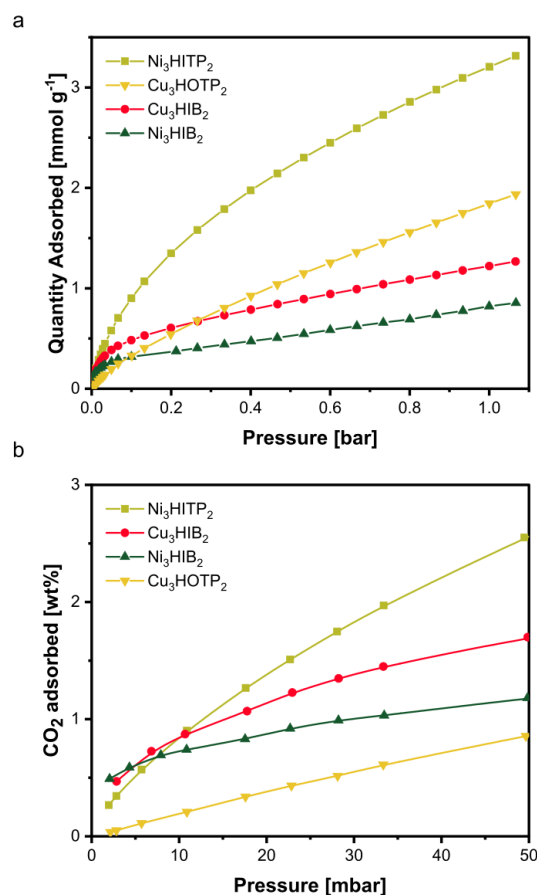 a
Quantity Adsorbed [mmol g⁻¹]
3
2
1
0
Ni₃HITP₂
Cu₃HOTP₂
Cu₃HIB₂
Ni₃HIB₂
0.0
0.2
0.4
0.6
0.8
1.0
Pressure [bar]
b
CO₂ adsorbed [wt%]
3
2
1
0
Ni₃HITP₂
Cu₃HIB₂
Ni₃HIB₂
Cu₃HOTP₂
0
10
20
30
40
50
Pressure [mbar]